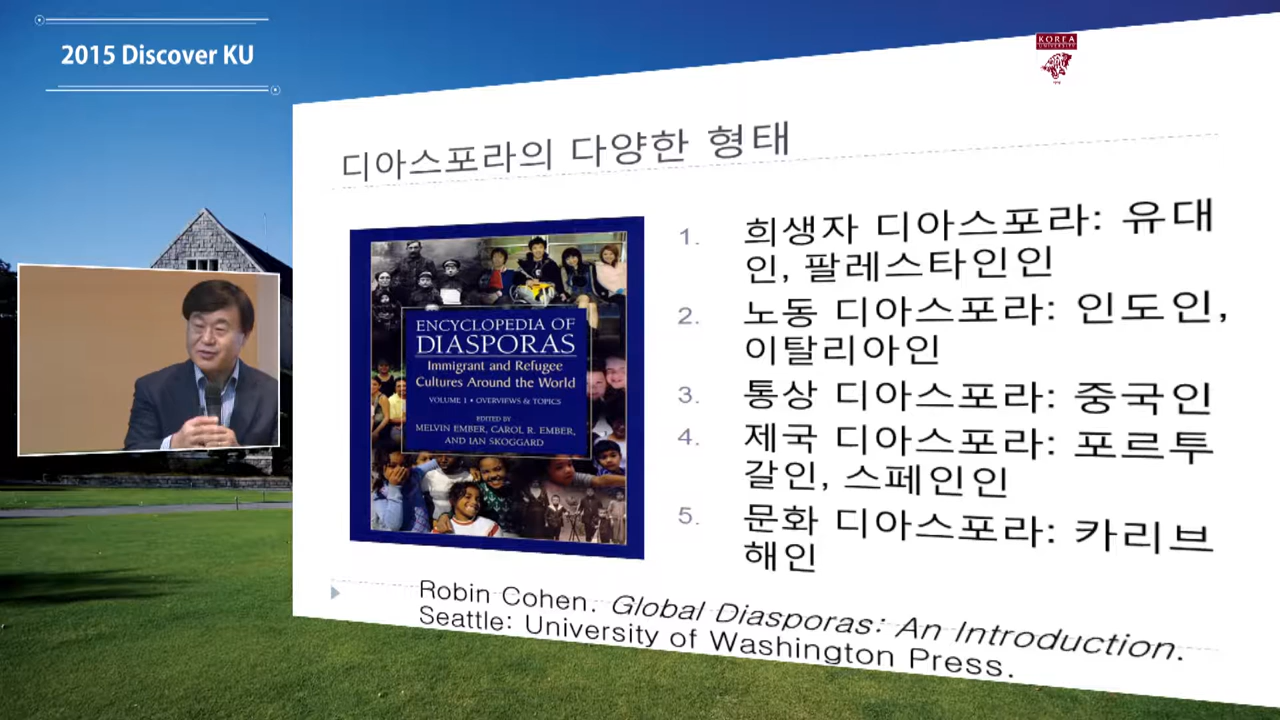 2015 Discover KU
KOREA
UNIVERSITY
디아스포라의 다양한 형태
ENCYCLOPEDIA OF
DIASPORAS
Immigrant and Refugee
Cultures Around the World
VOLUME 1 • OVERVIEWS & TOPICS
EDITED BY
MELVIN EMBER, CAROL R. EMBER,
AND IAN SKOGGARD
1. 희생자 디아스포라: 유대
인, 팔레스타인인
2. 노동 디아스포라: 인도인,
이탈리아인
3. 통상 디아스포라: 중국인
4. 제국 디아스포라: 포르투
갈인, 스페인인
5. 문화 디아스포라: 카리브
해인
Robin Cohen. Global Diasporas: An Introduction.
Seattle: University of Washington Press.